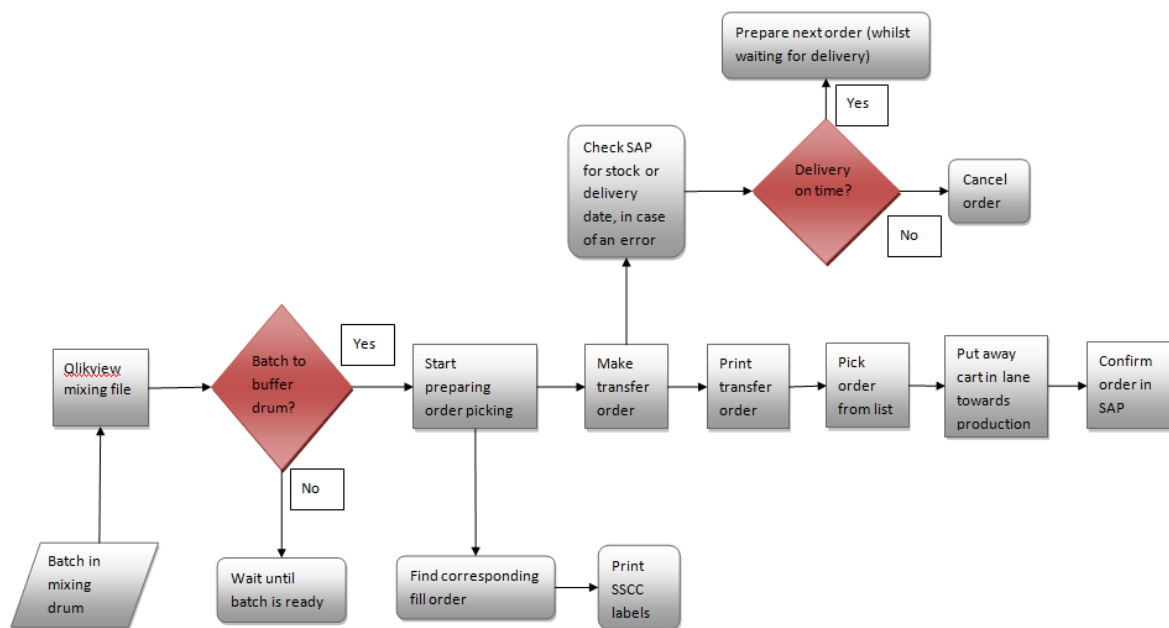 Prepare next order (whilst
waiting for delivery)
Yes
Check SAP
for stock or
delivery
date, in case
of an error
Delivery
on time?
Cancel
order
No
Qlikview
mixing file
Batch to
buffer
drum?
Yes
Start
preparing
order picking
Make
transfer
order
Print
transfer
order
Pick
order
from list
Put away
cart in lane
towards
production
Confirm
order in
SAP
No
Batch in
mixing
drum
Wait until
batch is ready
Find corresponding
fill order
Print
SSCC
labels